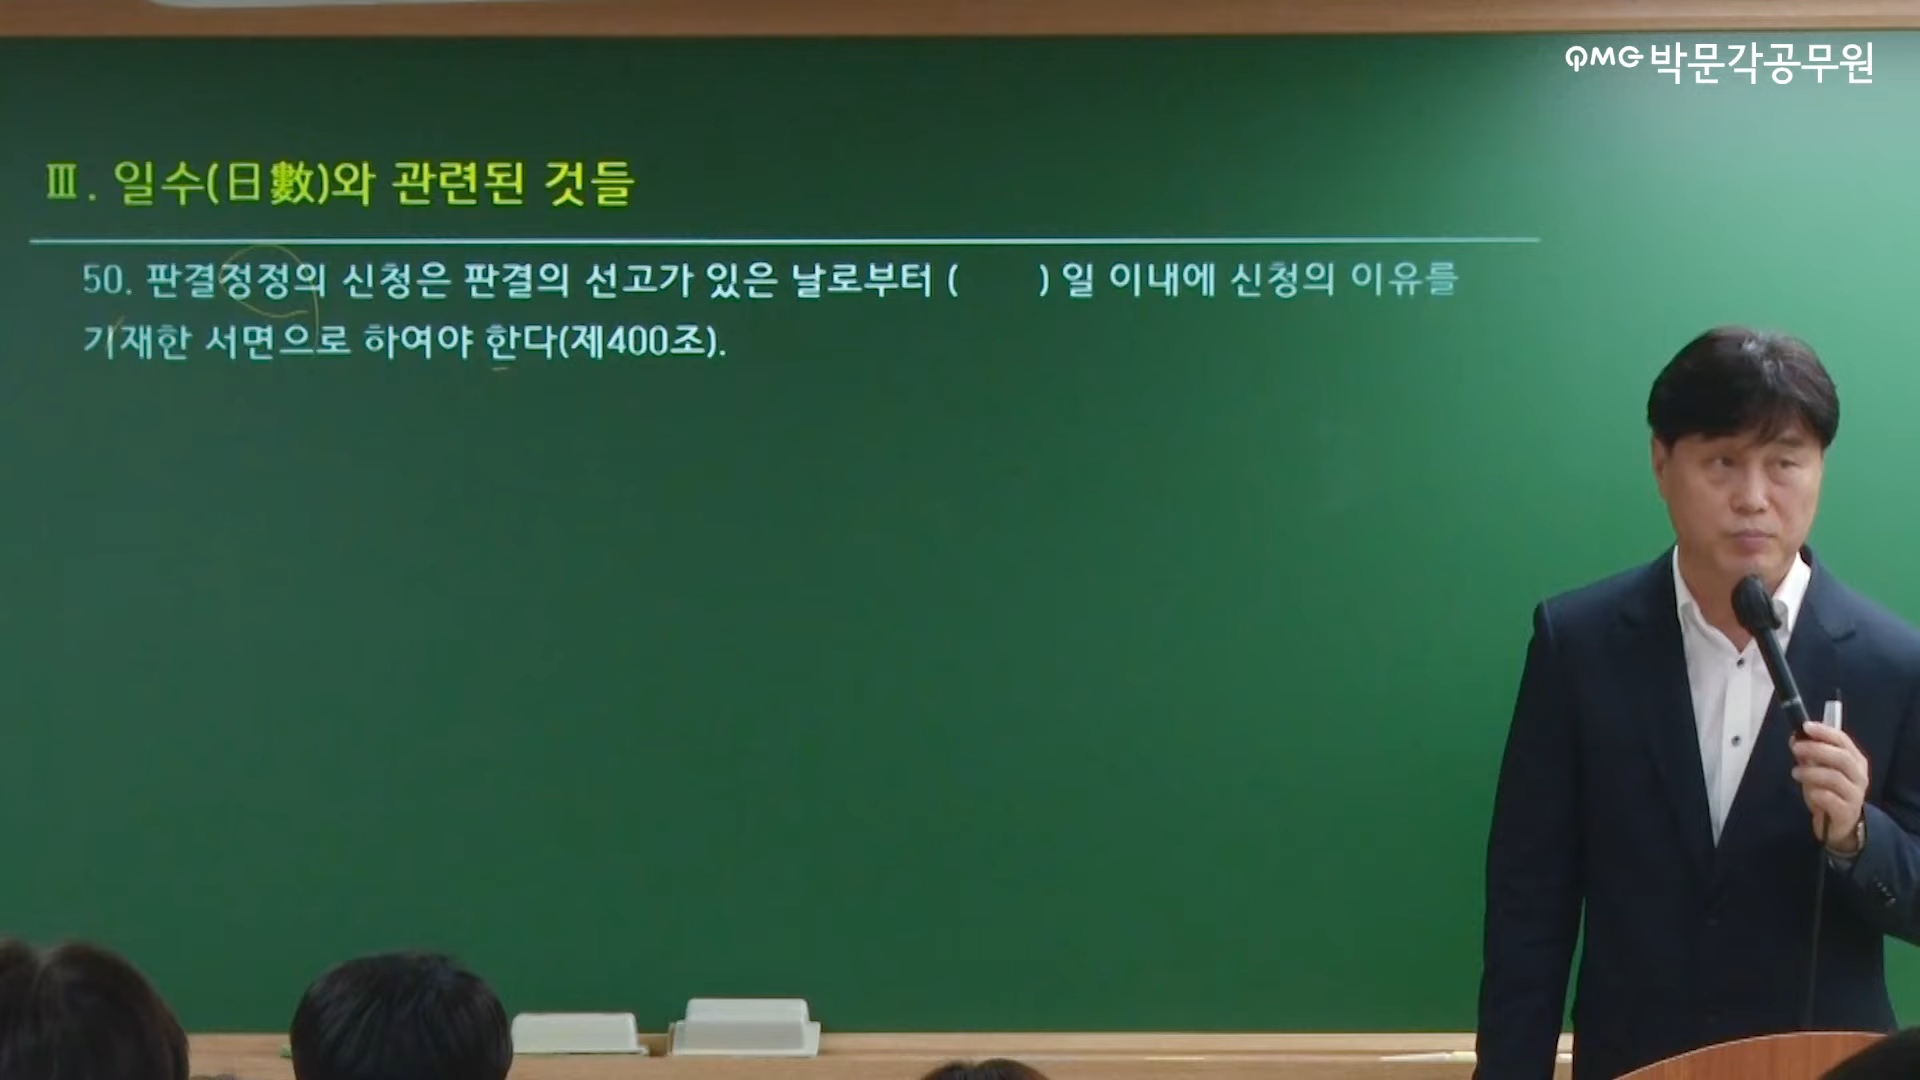 QMG 박문각공무원
Ⅲ. 일수(日數)와 관련된 것들
50. 판결정정의 신청은 판결의 선고가 있은 날로부터 (      ) 일 이내에 신청의 이유를
기재한 서면으로 하여야 한다(제400조).